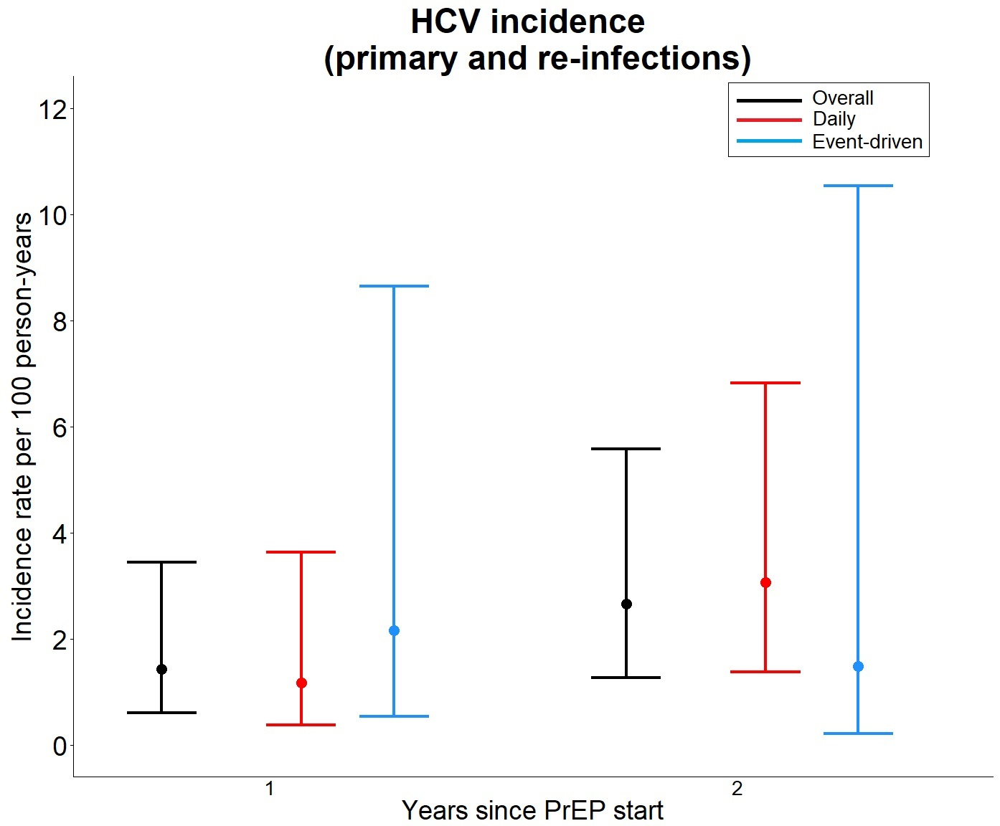 HCV incidence
(primary and re-infections)
Overall
Daily
Event-driven
Incidence rate per 100 person-years
12
10
8
6
4
2
0
1
2
Years since PrEP start